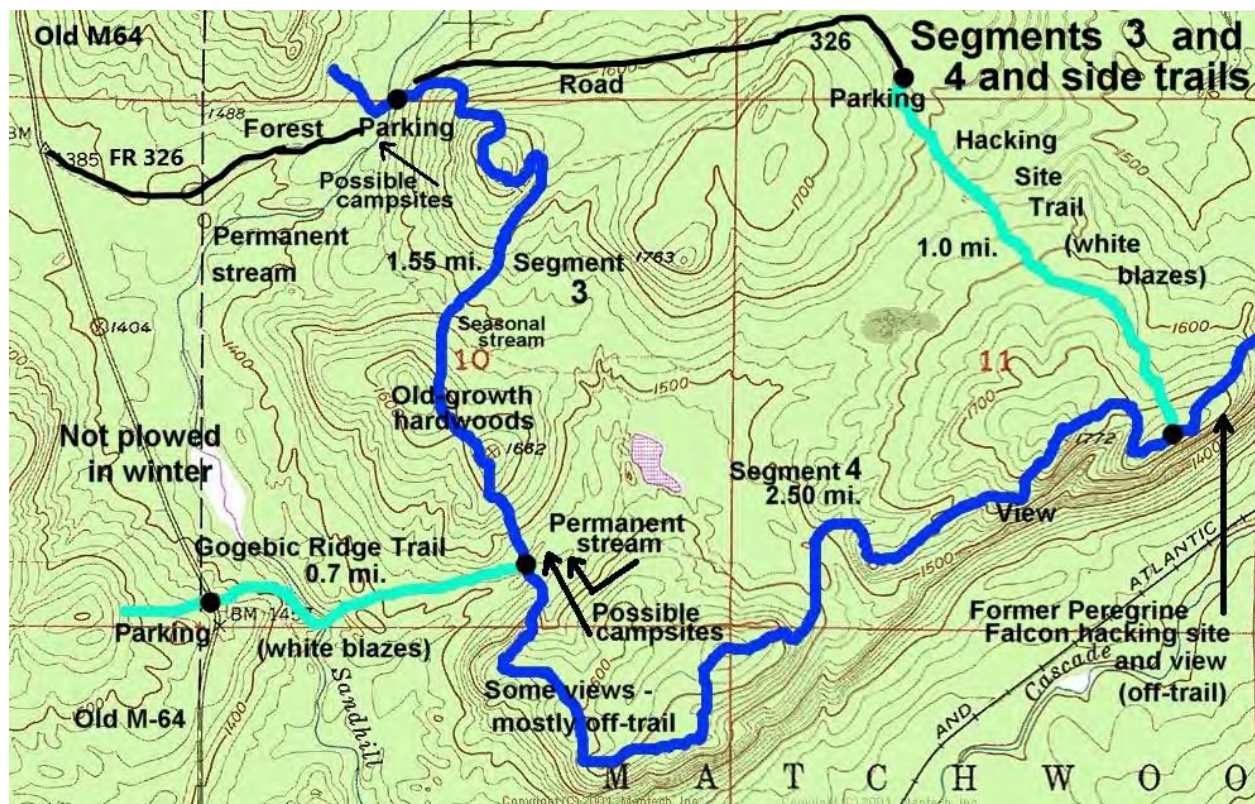 Old M64
Segments 3 and
4 and side trails
326
1600
Road
Parking
1488
Forest
Parking
BM
1385 FR 326
Hacking
1500
Possible
campsites
Site
Trail
1700
Permanent
stream
1.55 mi.
Segment
3
1763
1.0 mi.
(white
blazes)
1404
Seasonal
stream
1600
10
11
1400
1500
Old-growth
hardwoods
1700
Not plowed
in winter
1662
1772
1400
Segment 4
2.50 mi.
View
Permanent
stream
Gogebic Ridge Trail
0.7 mi.
1500
ATLANTIC
BM
Possible
campsites
Former Peregrine
Falcon hacking site
and view
(off-trail)
Parking
(white blazes)
Cascade
Sandhill
1600
Some views -
mostly off-trail
Old M-64
1400
AND
M A T C H W O O